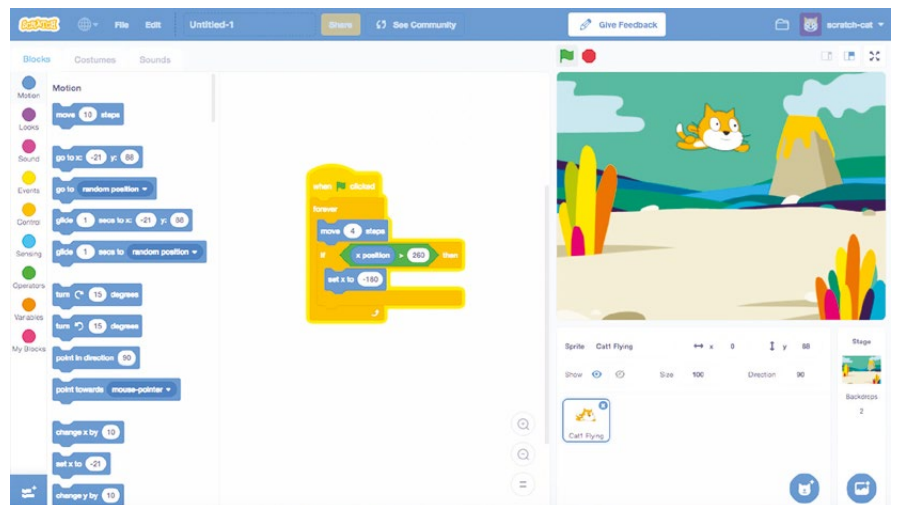 SCRATCH File Edit Untitled-1 Share See Community Give Feedback scratch-cat
Blocks Costumes Sounds
Motion
Looks
Sound
Events
Control
Sensing
Operators
Variables
My Blocks
Motion
move 10 steps
go to x: -21 y: 88
go to random position
glide 1 secs to x: -21 y: 88
glide 1 secs to random position
turn 15 degrees
turn 15 degrees
point in direction 90
point towards mouse-pointer
change x by 10
set x to -21
change y by 10
when clicked
forever
move 4 steps
if x position > 260 then
set x to -180
Sprite Cat1 Flying x 0 y 88
Show Size 100 Direction 90
Cat1 Flying
Stage
Backdrops
2